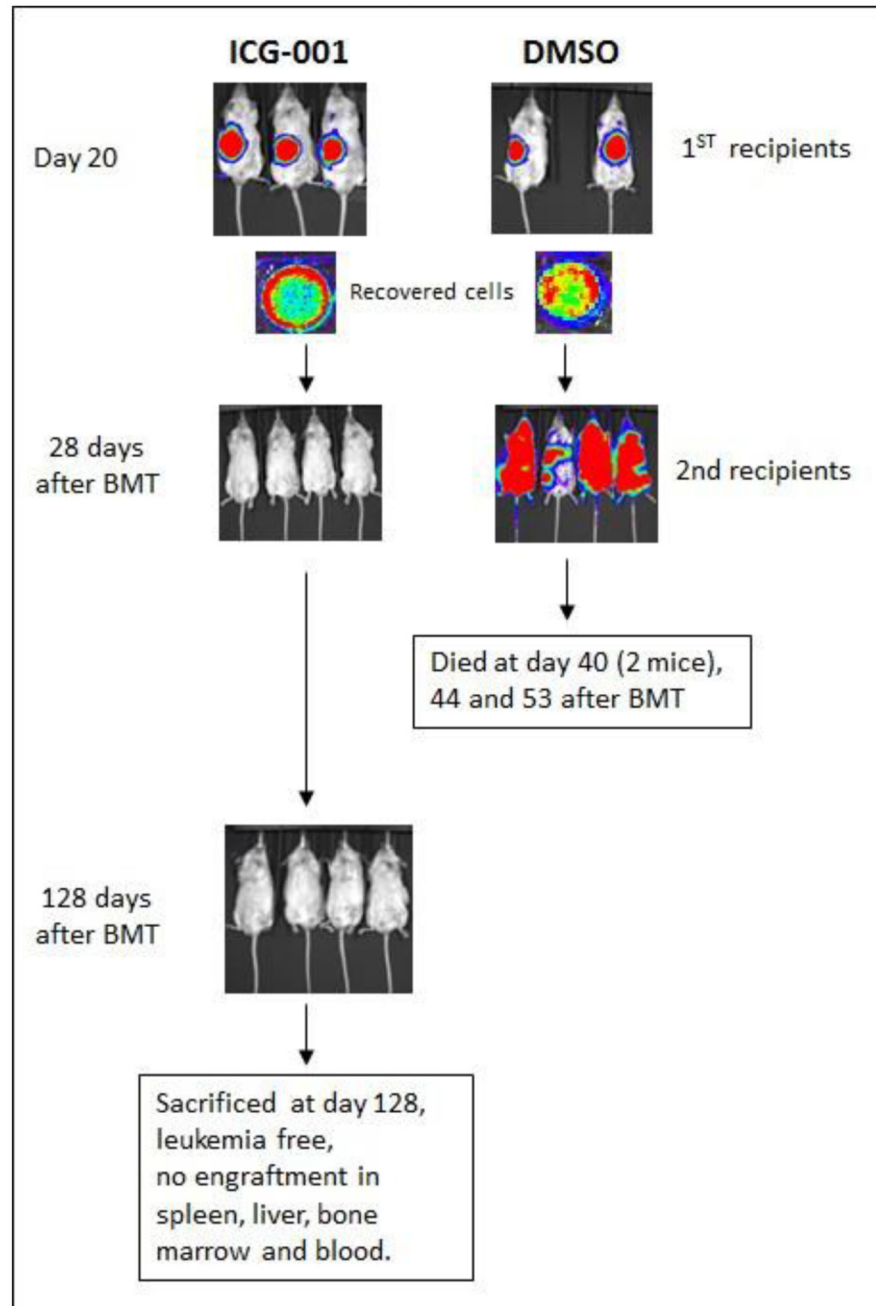 ICG-001
DMSO
Day 20
1ST recipients
Recovered cells
28 days
after BMT
2nd recipients
Died at day 40 (2 mice),
44 and 53 after BMT
128 days
after BMT
Sacrificed at day 128,
leukemia free,
no engraftment in
spleen, liver, bone
marrow and blood.